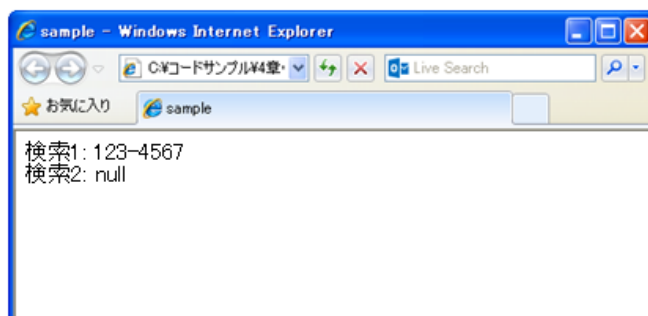 sample - Windows Internet Explorer
C:¥コードサンプル¥4章・
Live Search
お気に入り
sample
検索1: 123-4567
検索2: null